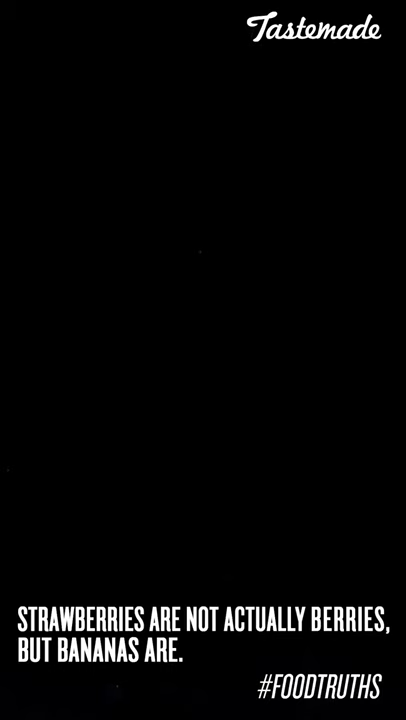 Tastemade
STRAWBERRIES ARE NOT ACTUALLY BERRIES,
BUT BANANAS ARE.
#FOODTRUTHS